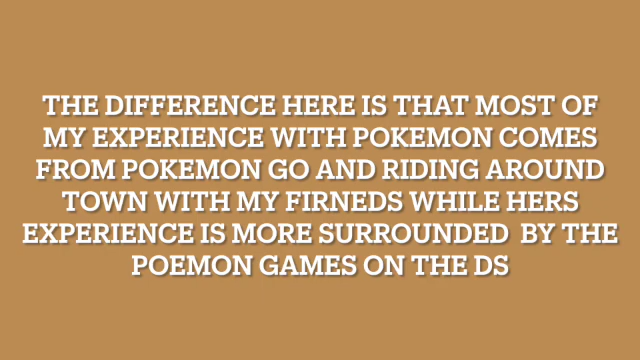 THE DIFFERENCE HERE IS THAT MOST OF
MY EXPERIENCE WITH POKEMON COMES
FROM POKEMON GO AND RIDING AROUND
TOWN WITH MY FIRNEDS WHILE HERS
EXPERIENCE IS MORE SURROUNDED  BY THE
POEMON GAMES ON THE DS